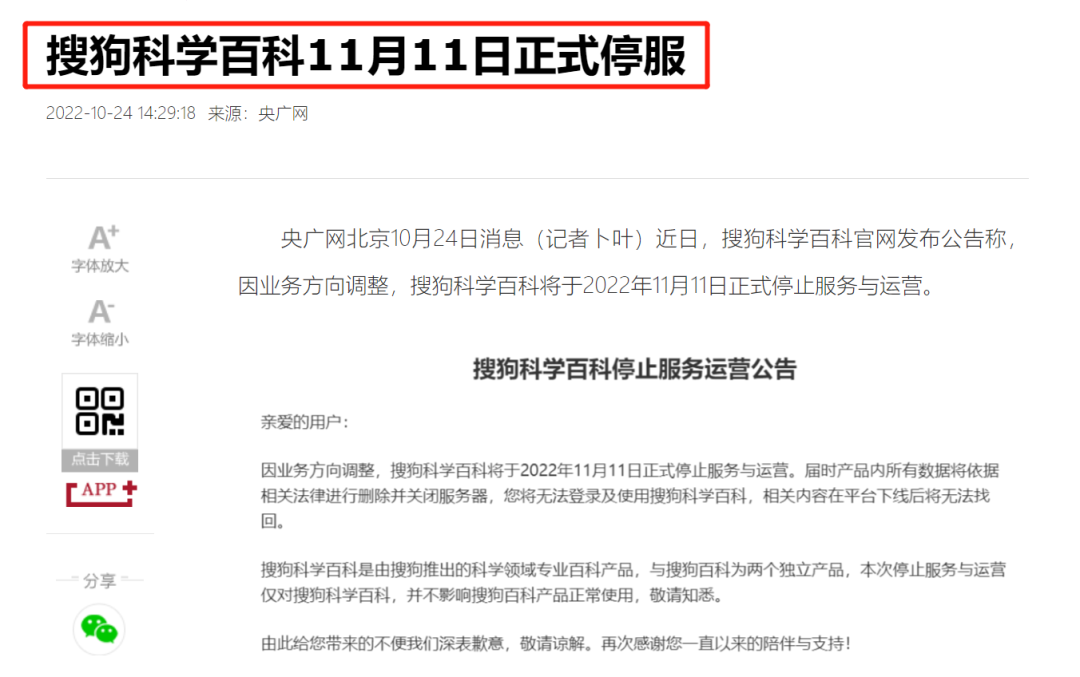 搜狗科学百科11月11日正式停服
2022-10-24 14:29:18 来源：央广网
A+
字体放大
A-
字体缩小
点击下载
APP+
分享
央广网北京10月24日消息（记者卜叶）近日，搜狗科学百科官网发布公告称，
因业务方向调整，搜狗科学百科将于2022年11月11日正式停止服务与运营。
搜狗科学百科停止服务运营公告
亲爱的用户：
因业务方向调整，搜狗科学百科将于2022年11月11日正式停止服务与运营。届时产品内所有数据将依据
相关法律进行删除并关闭服务器，您将无法登录及使用搜狗科学百科，相关内容在平台下线后将无法找
回。
搜狗科学百科是由搜狗推出的科学领域专业百科产品，与搜狗百科为两个独立产品，本次停止服务与运营
仅对搜狗科学百科，并不影响搜狗百科产品正常使用，敬请知悉。
由此给您带来的不便我们深表歉意，敬请谅解。再次感谢您一直以来的陪伴与支持！